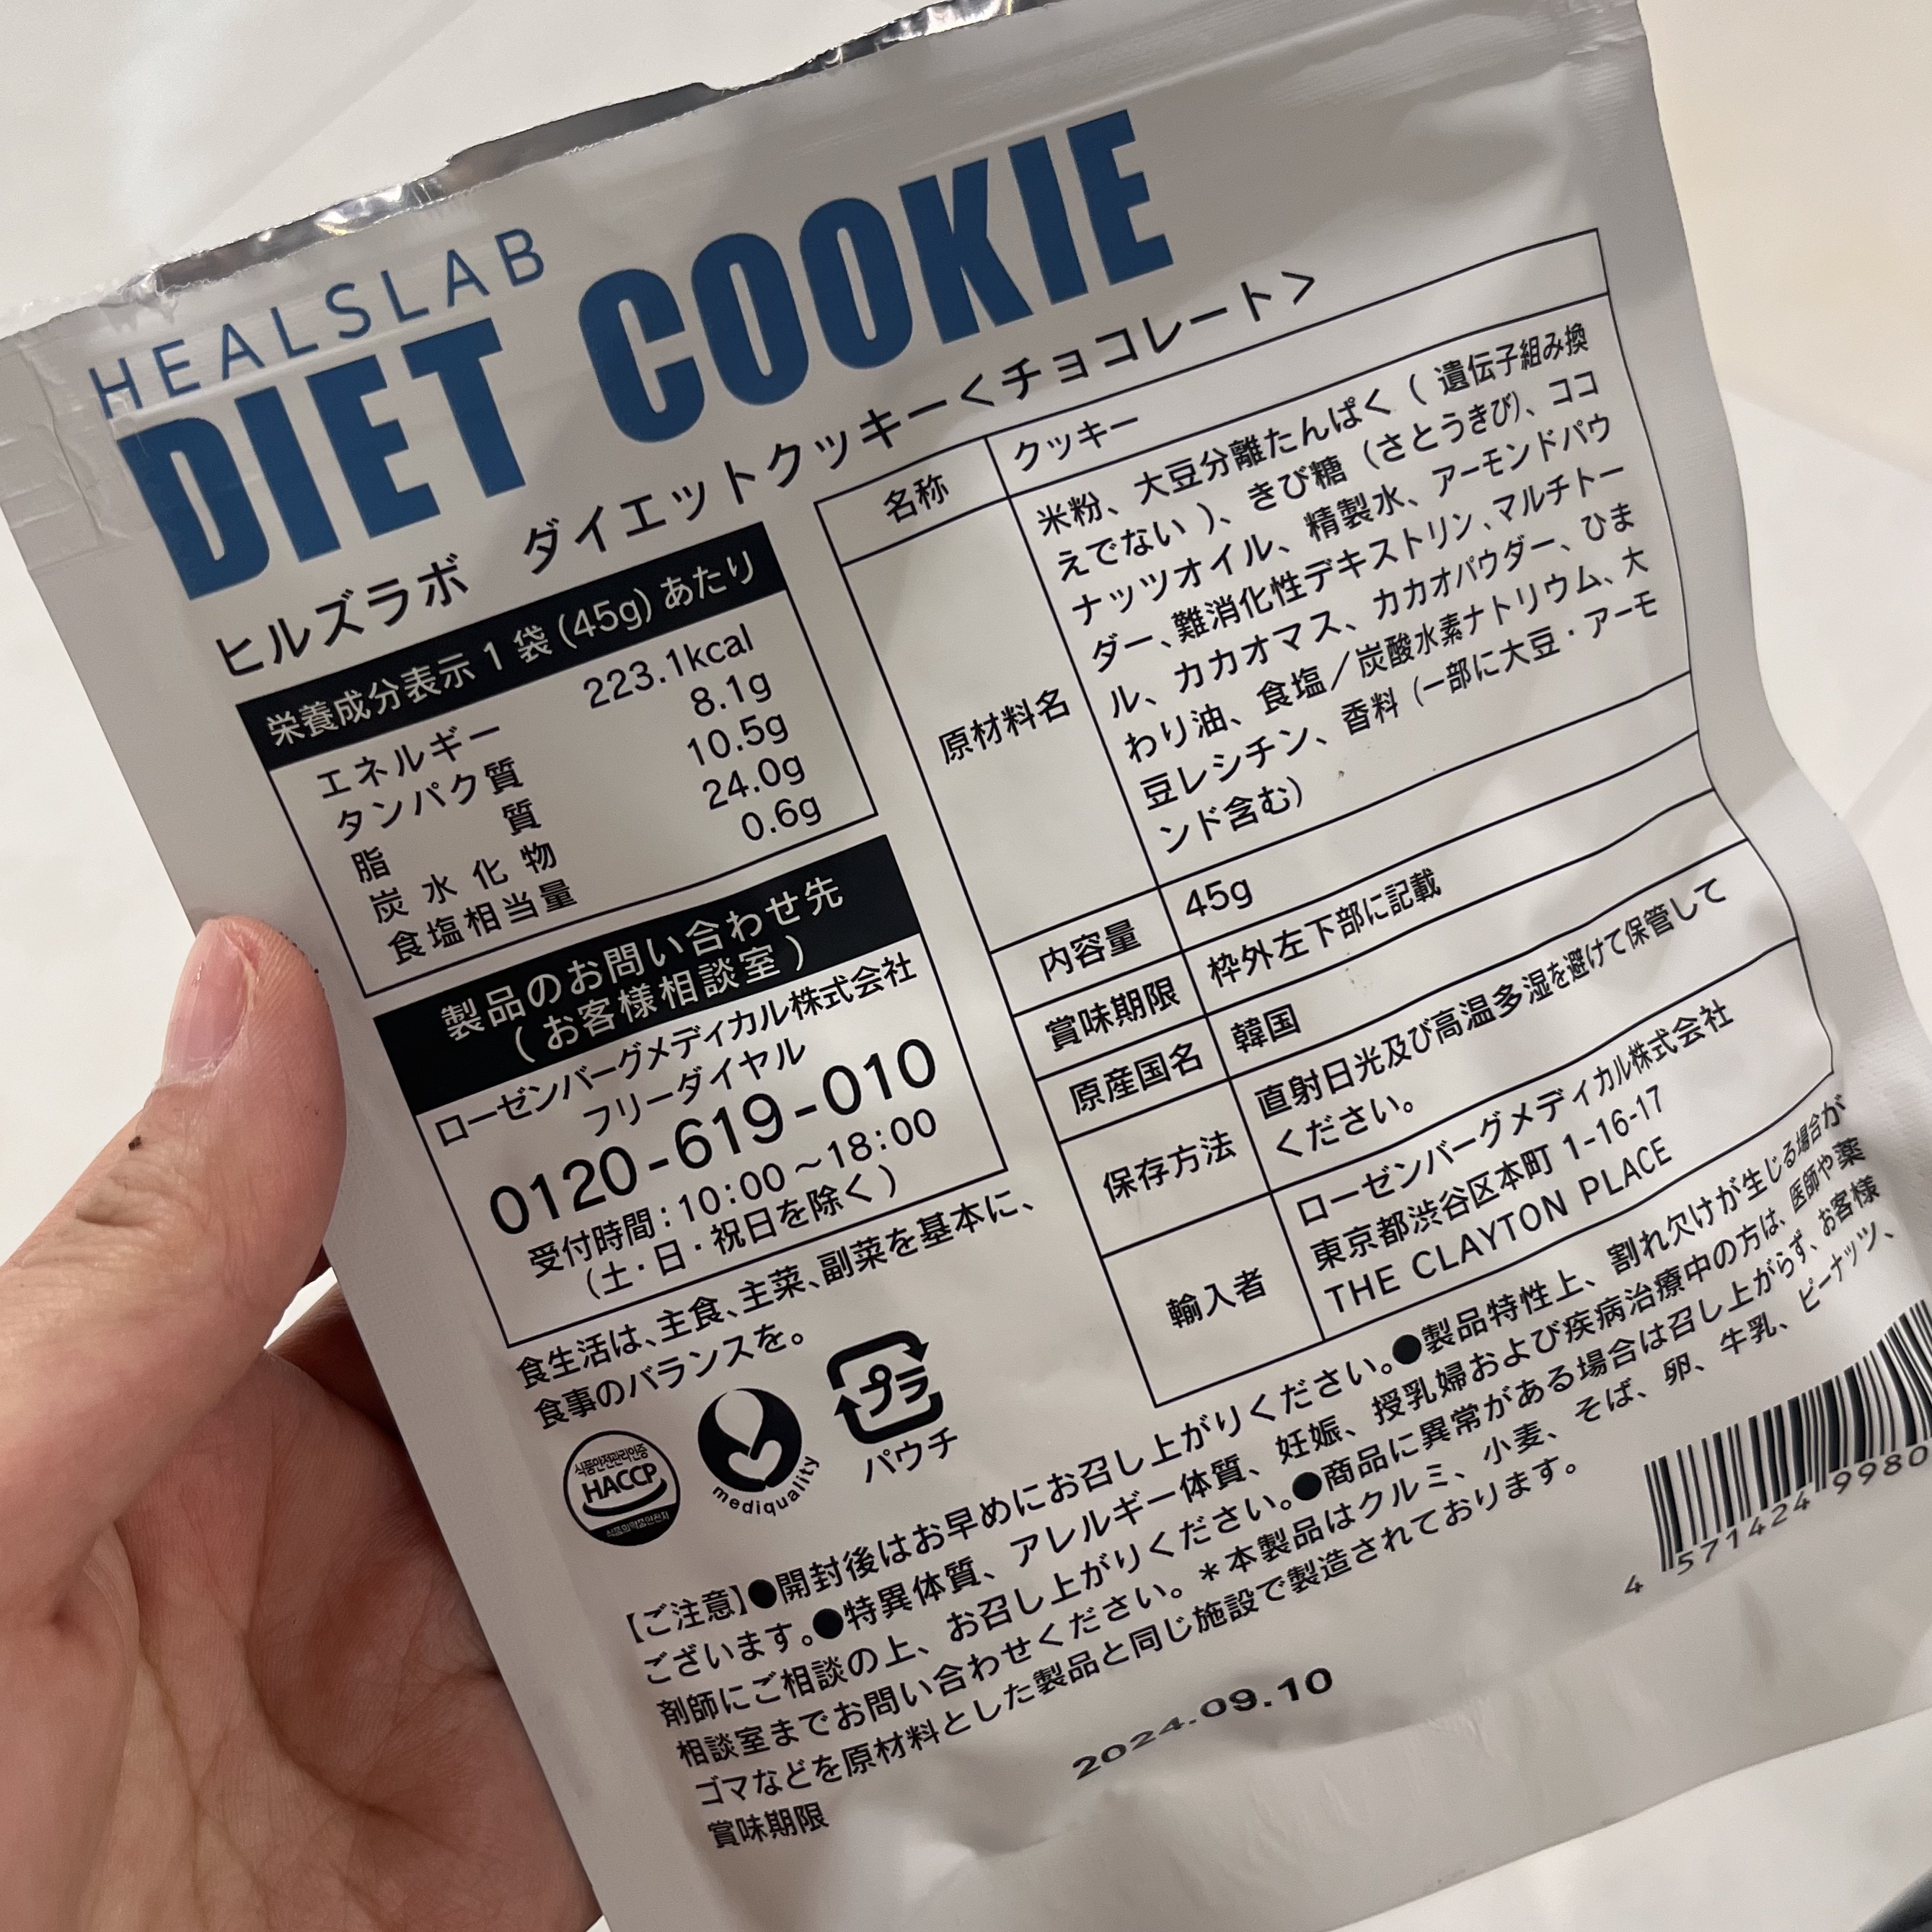 HEALSLAB
DIET COOKIE
ヒルズラボ ダイエットクッキー<チョコレート>
栄養成分表示1袋(45g)あたり
エネルギー 223.1kcal
タンパク質 8.1g
脂質 10.5g
炭水化物 24.0g
食塩相当量 0.6g
製品のお問い合わせ先
(お客様相談室)
ローゼンバーグメディカル株式会社
フリーダイヤル
0120-619-010
受付時間:10:00~18:00
(土・日・祝日を除く)
食生活は、主食、主菜、副菜を基本に、
食事のバランスを。
식품안전관리인증
HACCP
식품의약품안전처
mediquality
プラ
パウチ
名称 クッキー
原材料名
米粉、大豆分離たんぱく(遺伝子組み換
えでない)、きび糖(さとうきび)、ココ
ナッツオイル、精製水、アーモンドパウ
ダー、難消化性デキストリン、マルチトー
ル、カカオマス、カカオパウダー、ひま
わり油、食塩/炭酸水素ナトリウム、大
豆レシチン、香料(一部に大豆・アーモ
ンド含む)
内容量 45g
賞味期限 枠外左下部に記載
原産国名 韓国
保存方法
直射日光及び高温多湿を避けて保管して
ください。
輸入者
ローゼンバーグメディカル株式会社
東京都渋谷区本町1-16-17
THE CLAYTON PLACE
【ご注意】●開封後はお早めにお召し上がりください。●製品特性上、割れ欠けが生じる場合が
ございます。●特異体質、アレルギー体質、妊娠、授乳婦および疾病治療中の方は、医師や薬
剤師にご相談の上、お召し上がりください。●商品に異常がある場合は召し上がらず、お客様
相談室までお問い合わせください。*本製品はクルミ、小麦、そば、卵、牛乳、ピーナッツ、
ゴマなどを原材料とした製品と同じ施設で製造されております。
賞味期限
2024.09.10
4 571424 9980